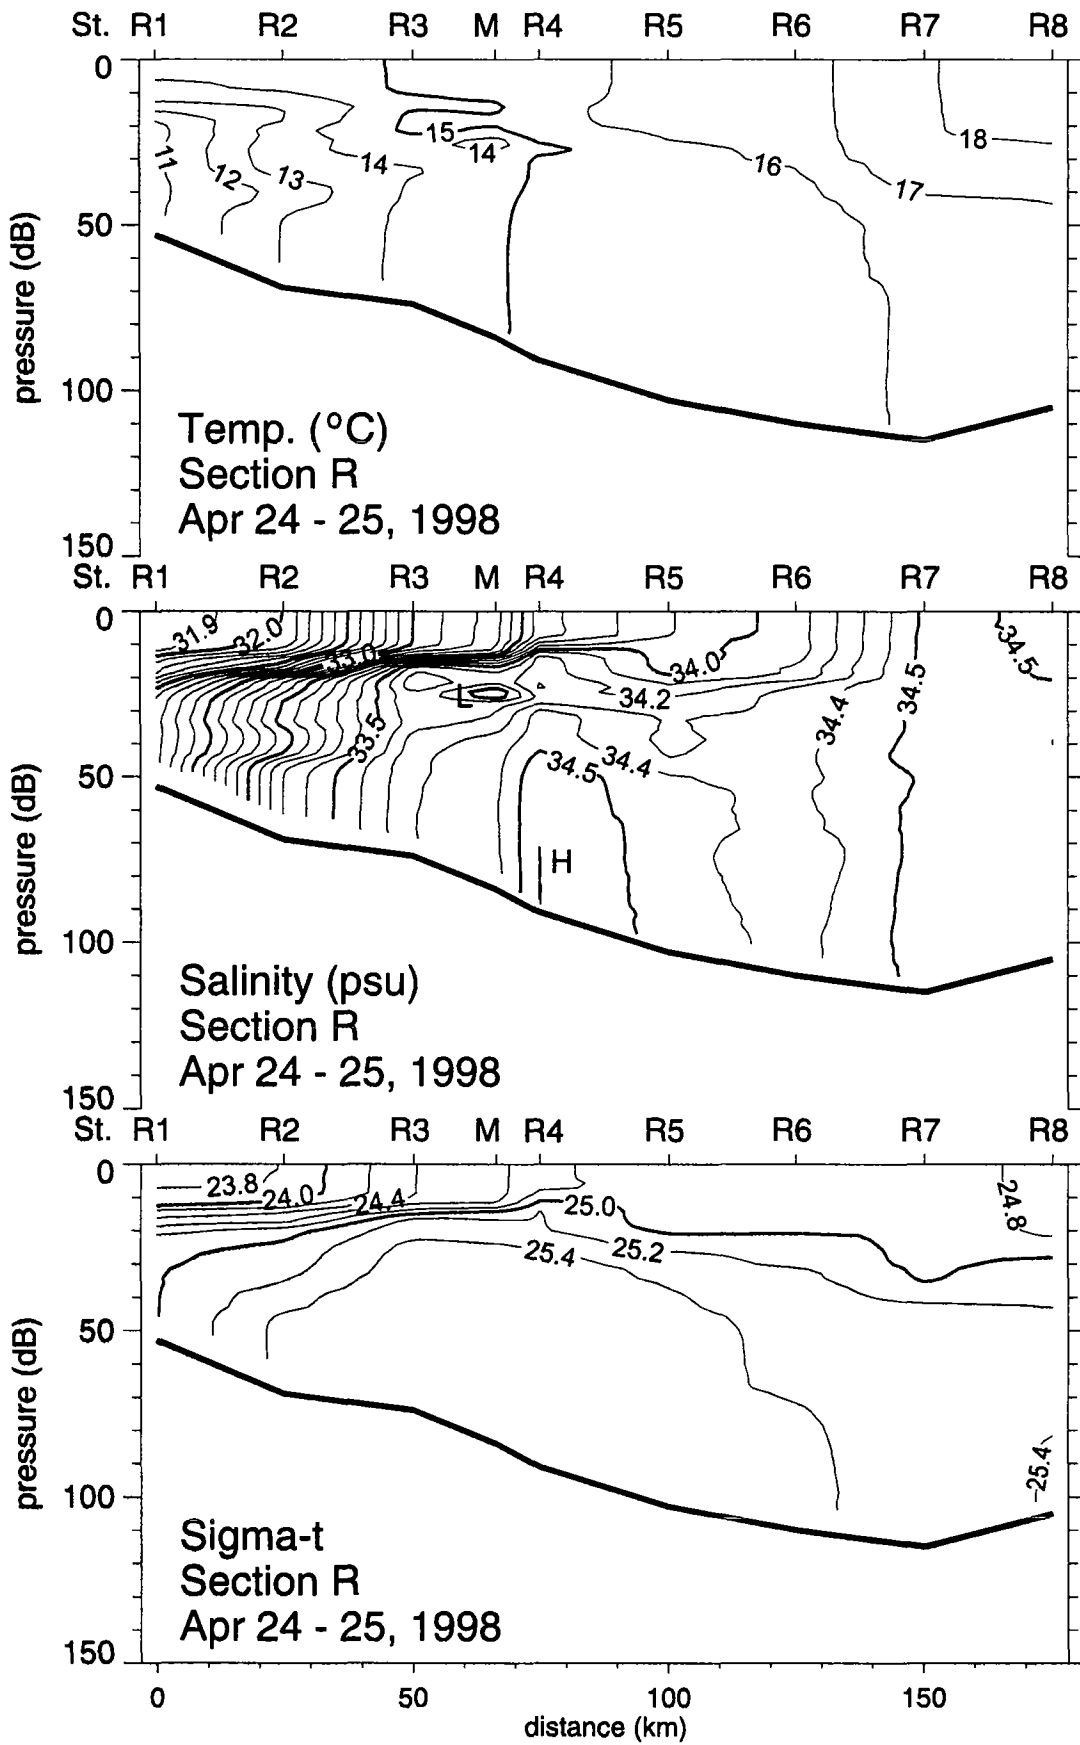 St. R1 R2 R3 M R4 R5 R6 R7 R8
0
50
100
150
pressure (dB)
11
12
13
14
15
14
16
17
18
Temp. (°C)
Section R
Apr 24 - 25, 1998
St. R1 R2 R3 M R4 R5 R6 R7 R8
0
50
100
150
pressure (dB)
31.9
32.0
33.0
33.5
L
34.0
34.2
34.4
34.5
H
34.4
34.5
34.5
Salinity (psu)
Section R
Apr 24 - 25, 1998
St. R1 R2 R3 M R4 R5 R6 R7 R8
0
50
100
150
pressure (dB)
23.8
24.0
24.4
25.0
25.2
25.4
24.8
25.4
Sigma-t
Section R
Apr 24 - 25, 1998
0 50 100 150
distance (km)